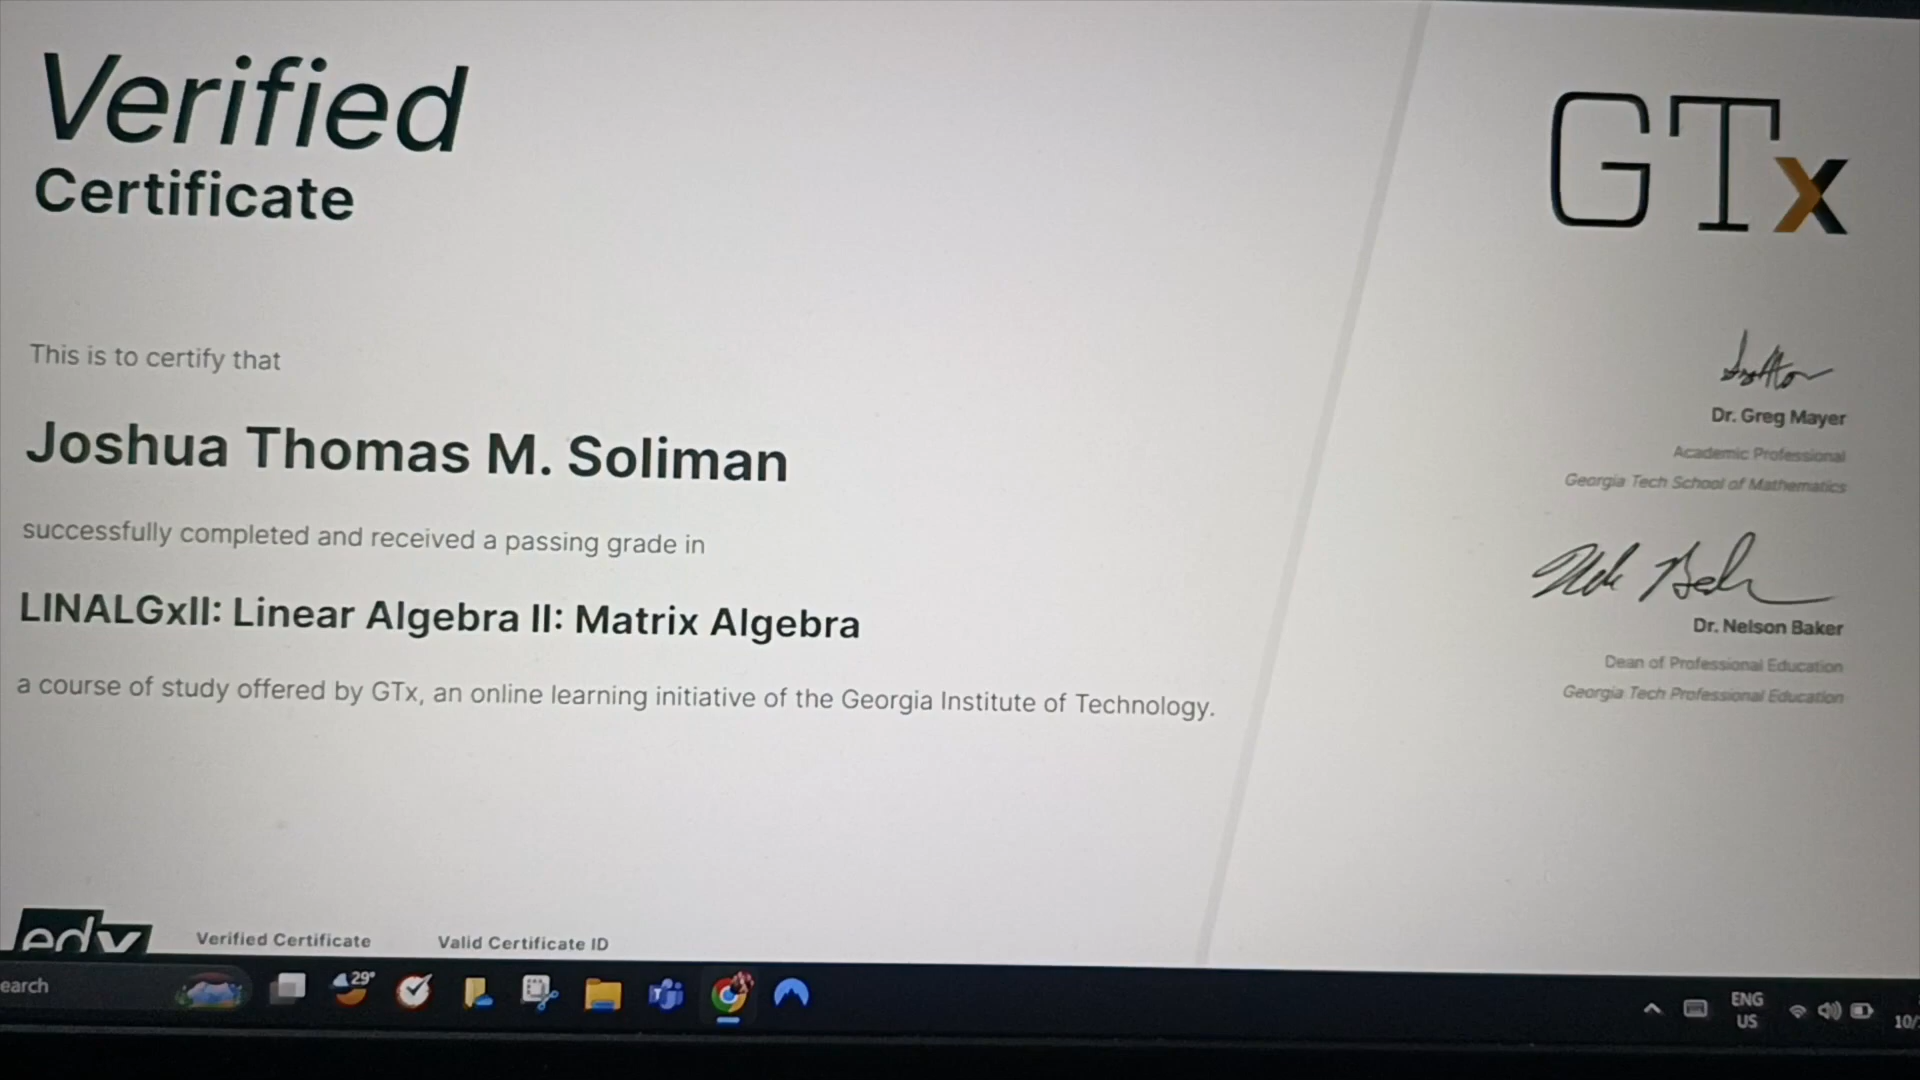 Verified
Certificate
This is to certify that
Joshua Thomas M. Soliman
successfully completed and received a passing grade in
LINALGxII: Linear Algebra II: Matrix Algebra
a course of study offered by GTx, an online learning initiative of the Georgia Institute of Technology.
GTx
Dr. Greg Mayer
Academic Professional
Georgia Tech School of Mathematics
Dr. Nelson Baker
Dean of Professional Education
Georgia Tech Professional Education
Verified Certificate
Valid Certificate ID
earch
29°
ENG
US
10/